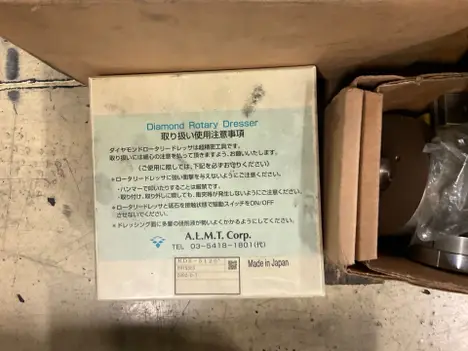 Diamond Rotary Dresser
取り扱い使用注意事項
ダイヤモンドロータリードレッサは超精密工具です。
取り扱いには細心の注意を払って頂きますよう、お願いいたします。
(ご使用に際しては、下記を必ずお守りください)
※ロータリードレッサに強い衝撃を与えないようにご注意ください。
・ハンマーで叩いたりすることは厳禁です。
・取り付け、取り外しに際しても、衝突等が発生しないようにご注意ください。
※ロータリードレッサと砥石を接触状態で駆動スイッチをON/OFF
させないでください。
※ドレッシング面に多量の研削液が勢いよくかかるようにしてください。
A.L.M.T. Corp.
TEL 03-5418-1801(代)
Made in Japan